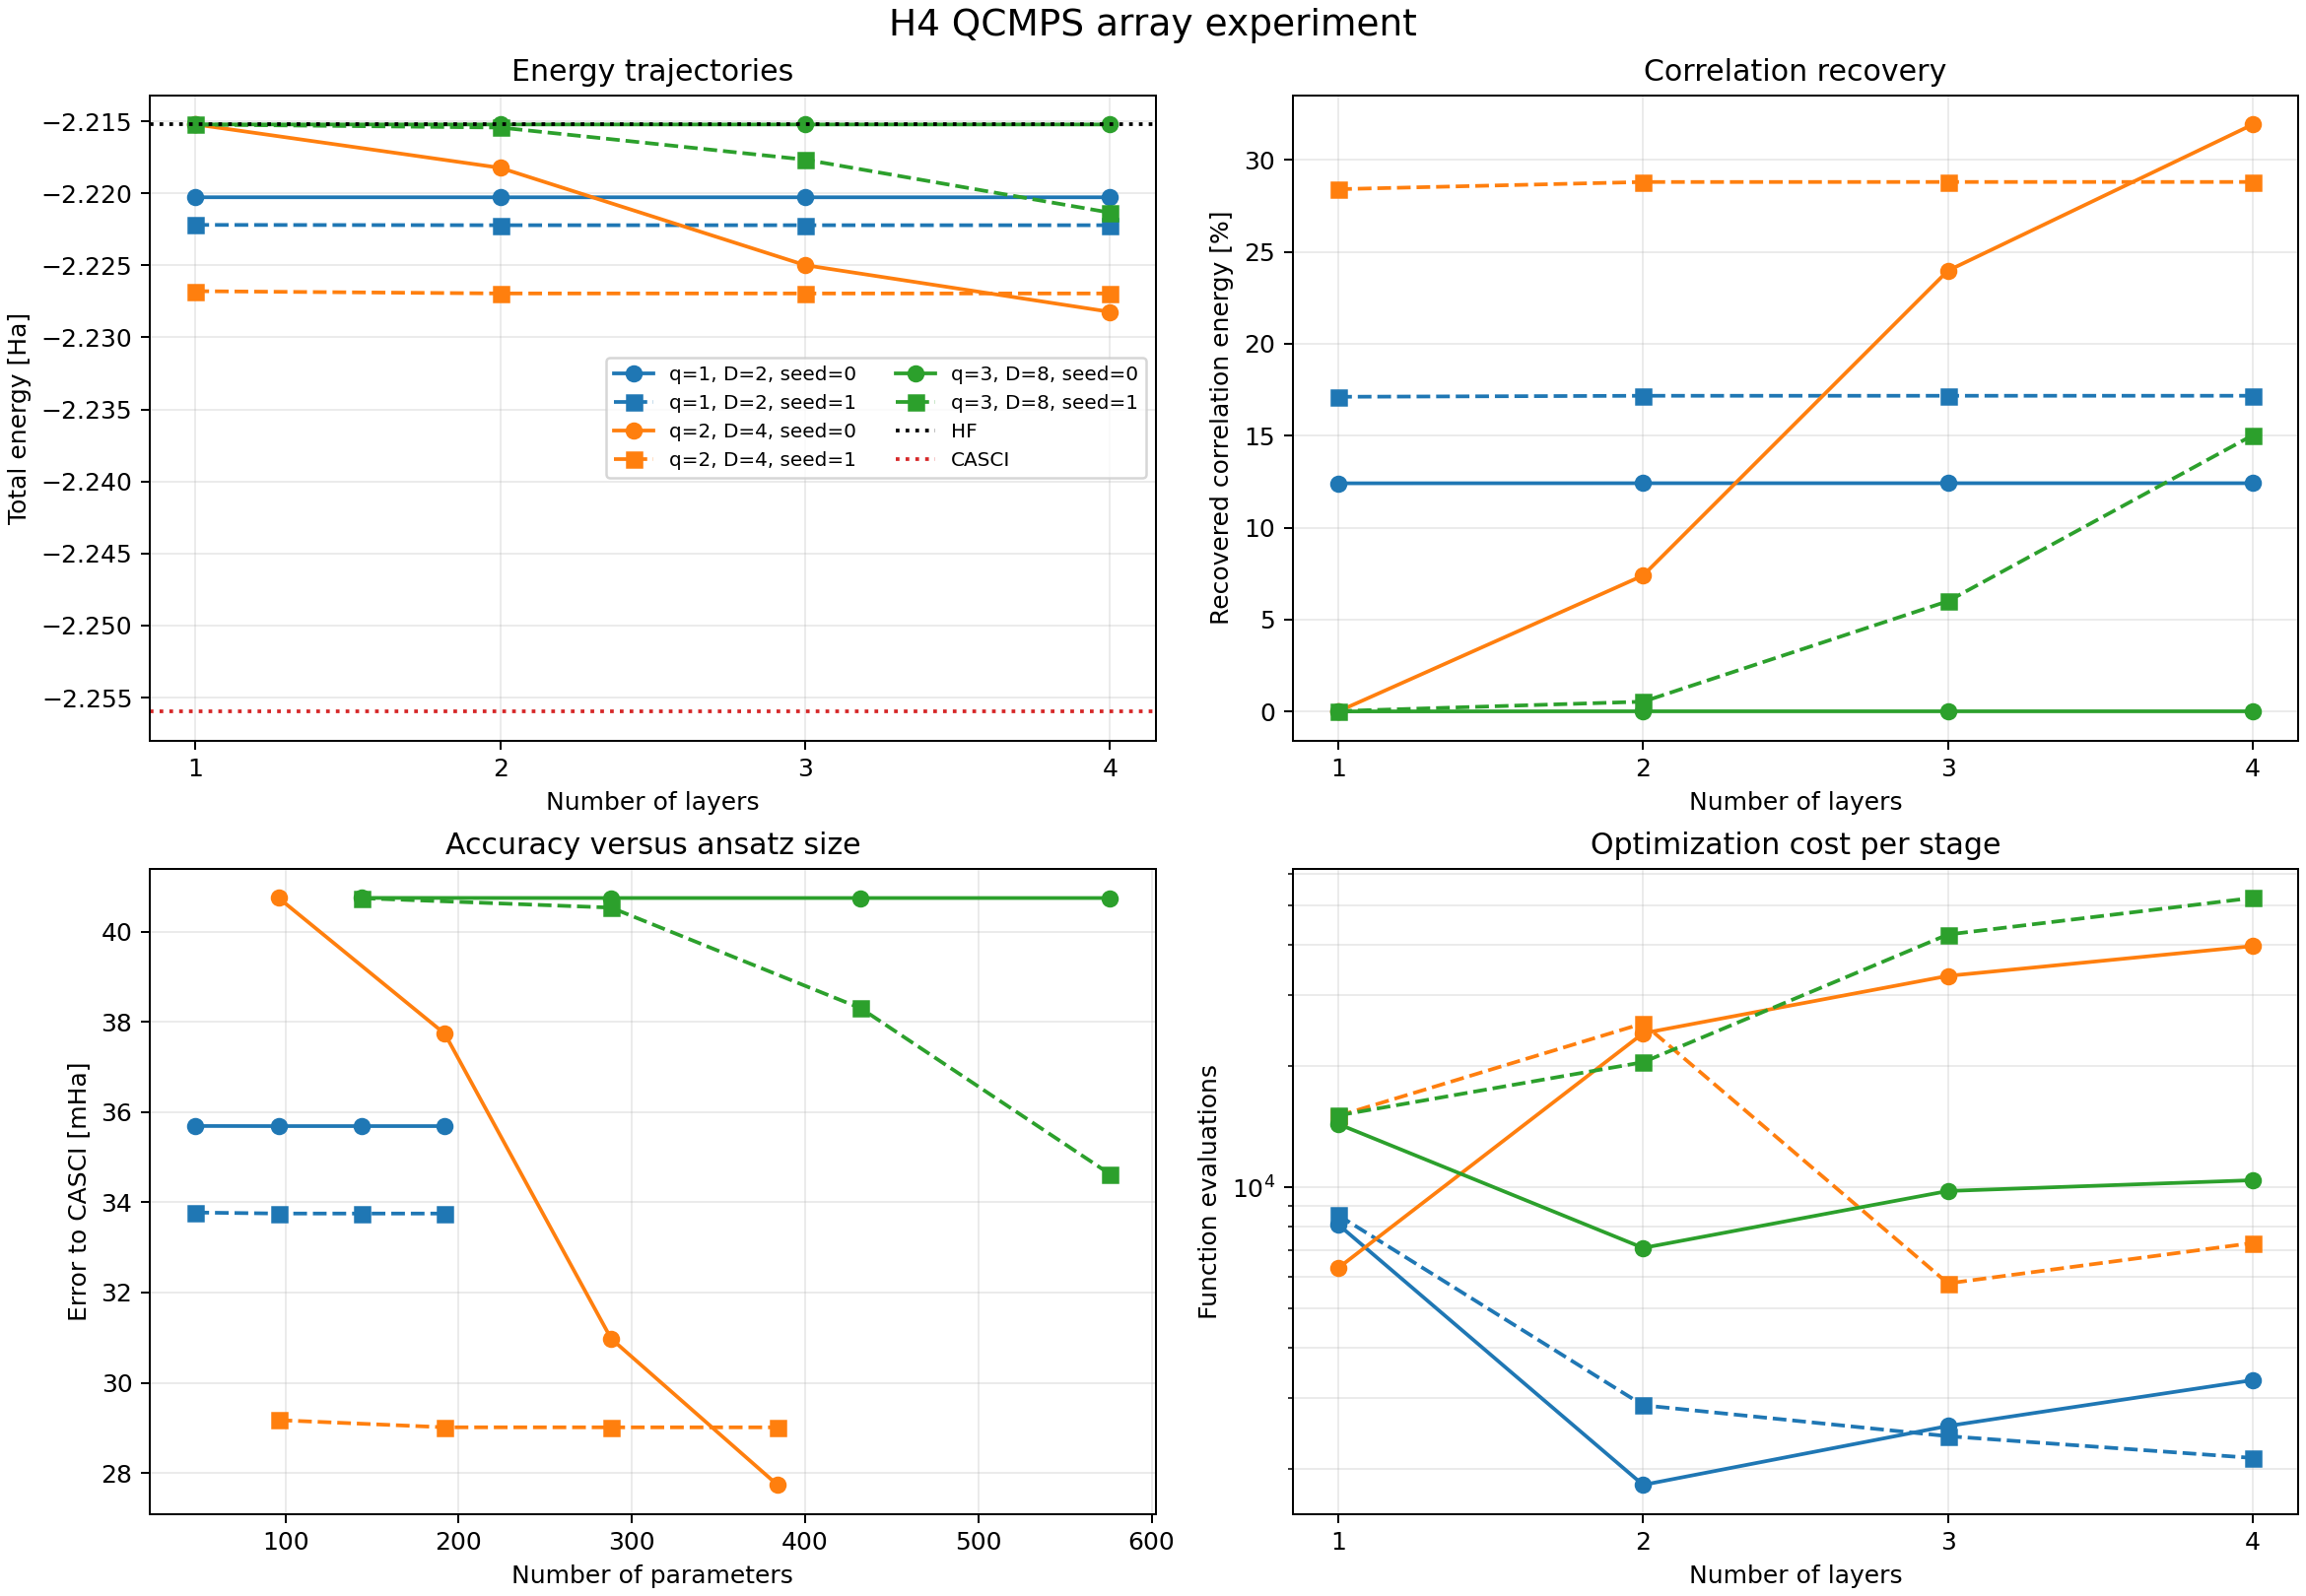 H4 QCMPS array experiment
Energy trajectories
−2.215
−2.220
−2.225
−2.230
−2.235
−2.240
−2.245
−2.250
−2.255
Total energy [Ha]
q=1, D=2, seed=0
q=1, D=2, seed=1
q=2, D=4, seed=0
q=2, D=4, seed=1
q=3, D=8, seed=0
q=3, D=8, seed=1
HF
CASCI
1 2 3 4
Number of layers
Correlation recovery
30
25
20
15
10
5
0
Recovered correlation energy [%]
1 2 3 4
Number of layers
Accuracy versus ansatz size
40
38
36
34
32
30
28
Error to CASCI [mHa]
100 200 300 400 500 600
Number of parameters
Optimization cost per stage
10⁴
Function evaluations
1 2 3 4
Number of layers